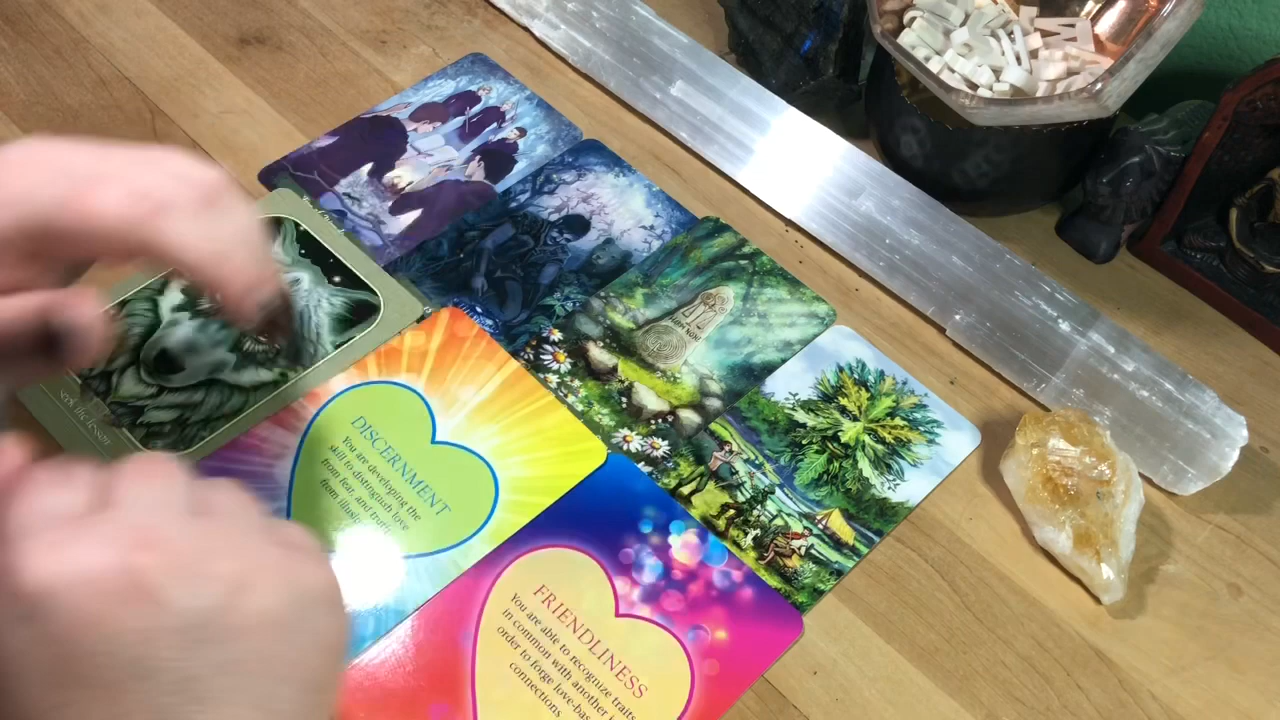 Seek the lesson
DISCERNMENT
You are developing the
skill to distinguish love
from fear, and truth
from illusi
FRIENDLINESS
You are able to recognize traits
in common with another i
order to forge love-bas
connections
W